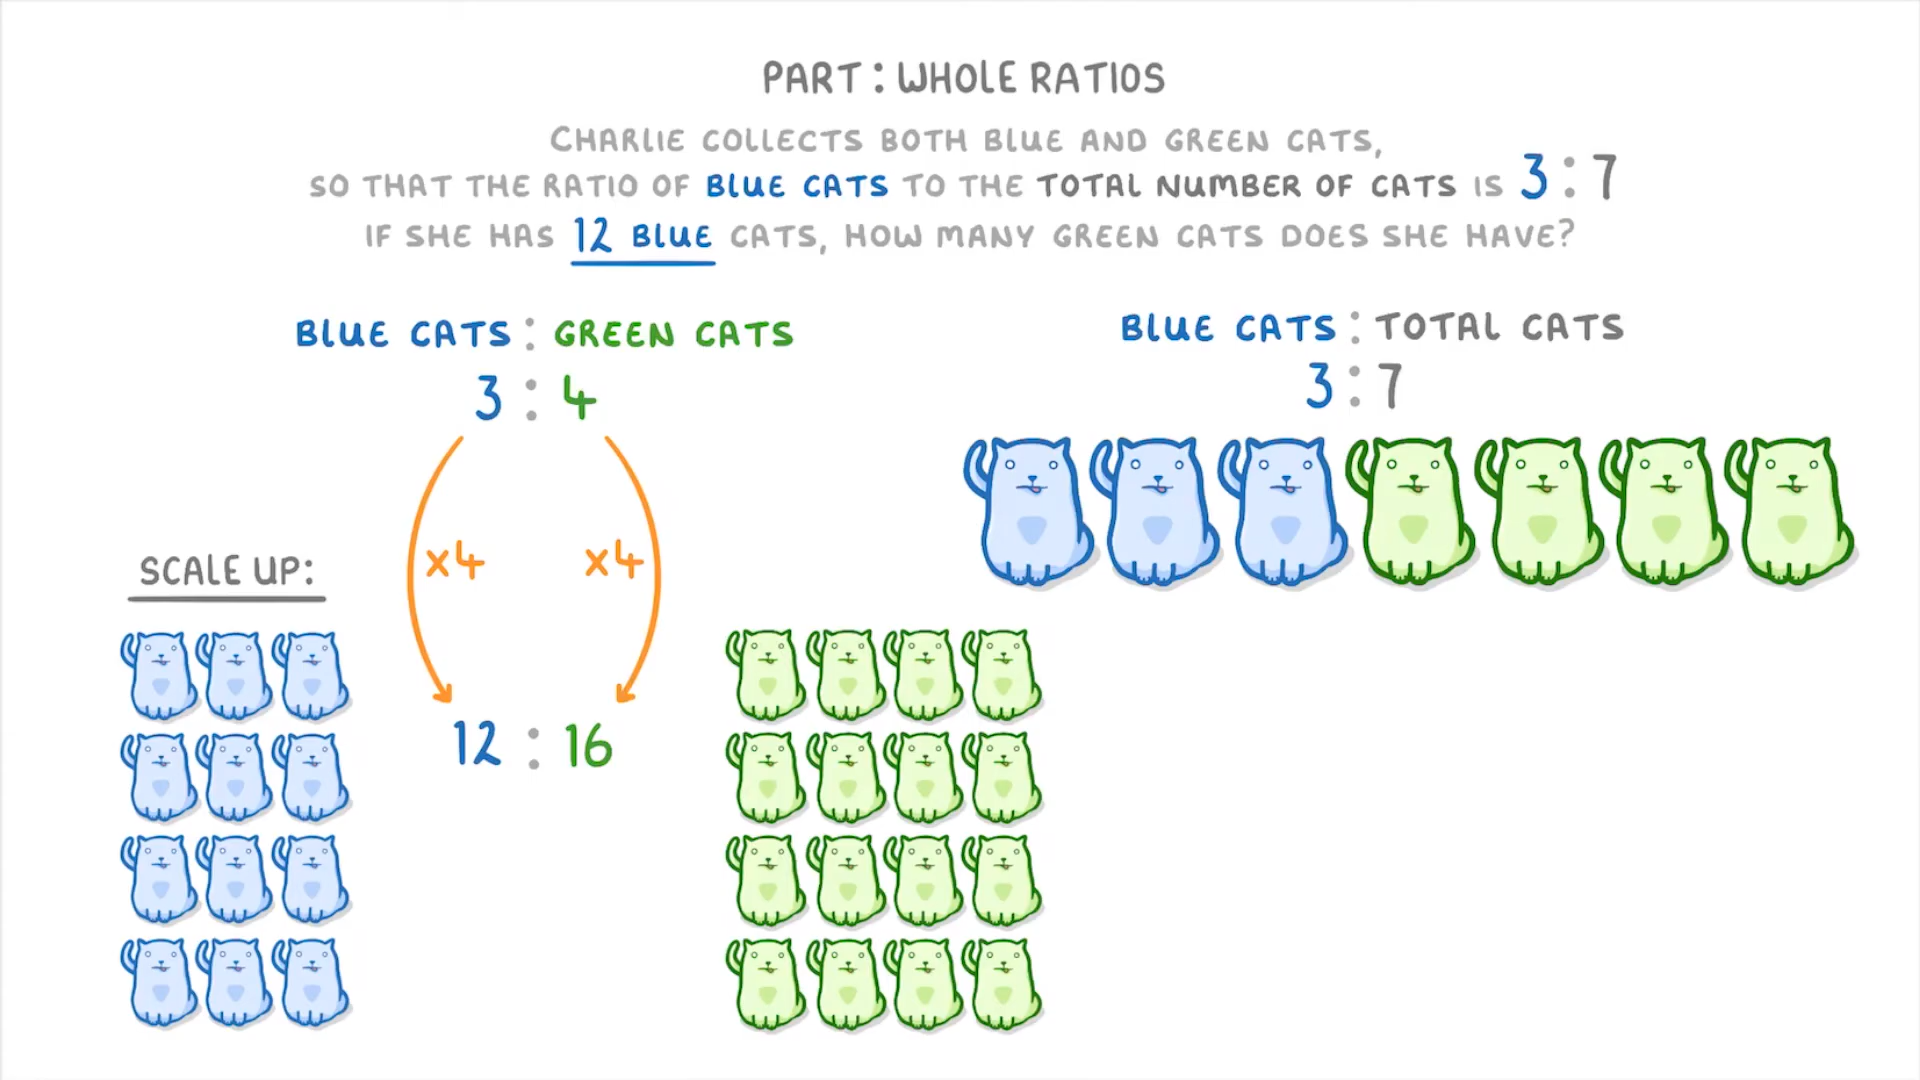 PART : WHOLE RATIOS
CHARLIE COLLECTS BOTH BLUE AND GREEN CATS,
SO THAT THE RATIO OF BLUE CATS TO THE TOTAL NUMBER OF CATS IS 3 : 7
IF SHE HAS 12 BLUE CATS, HOW MANY GREEN CATS DOES SHE HAVE?
BLUE CATS : GREEN CATS
3 : 4
BLUE CATS : TOTAL CATS
3 : 7
SCALE UP:
x4 x4
12 : 16